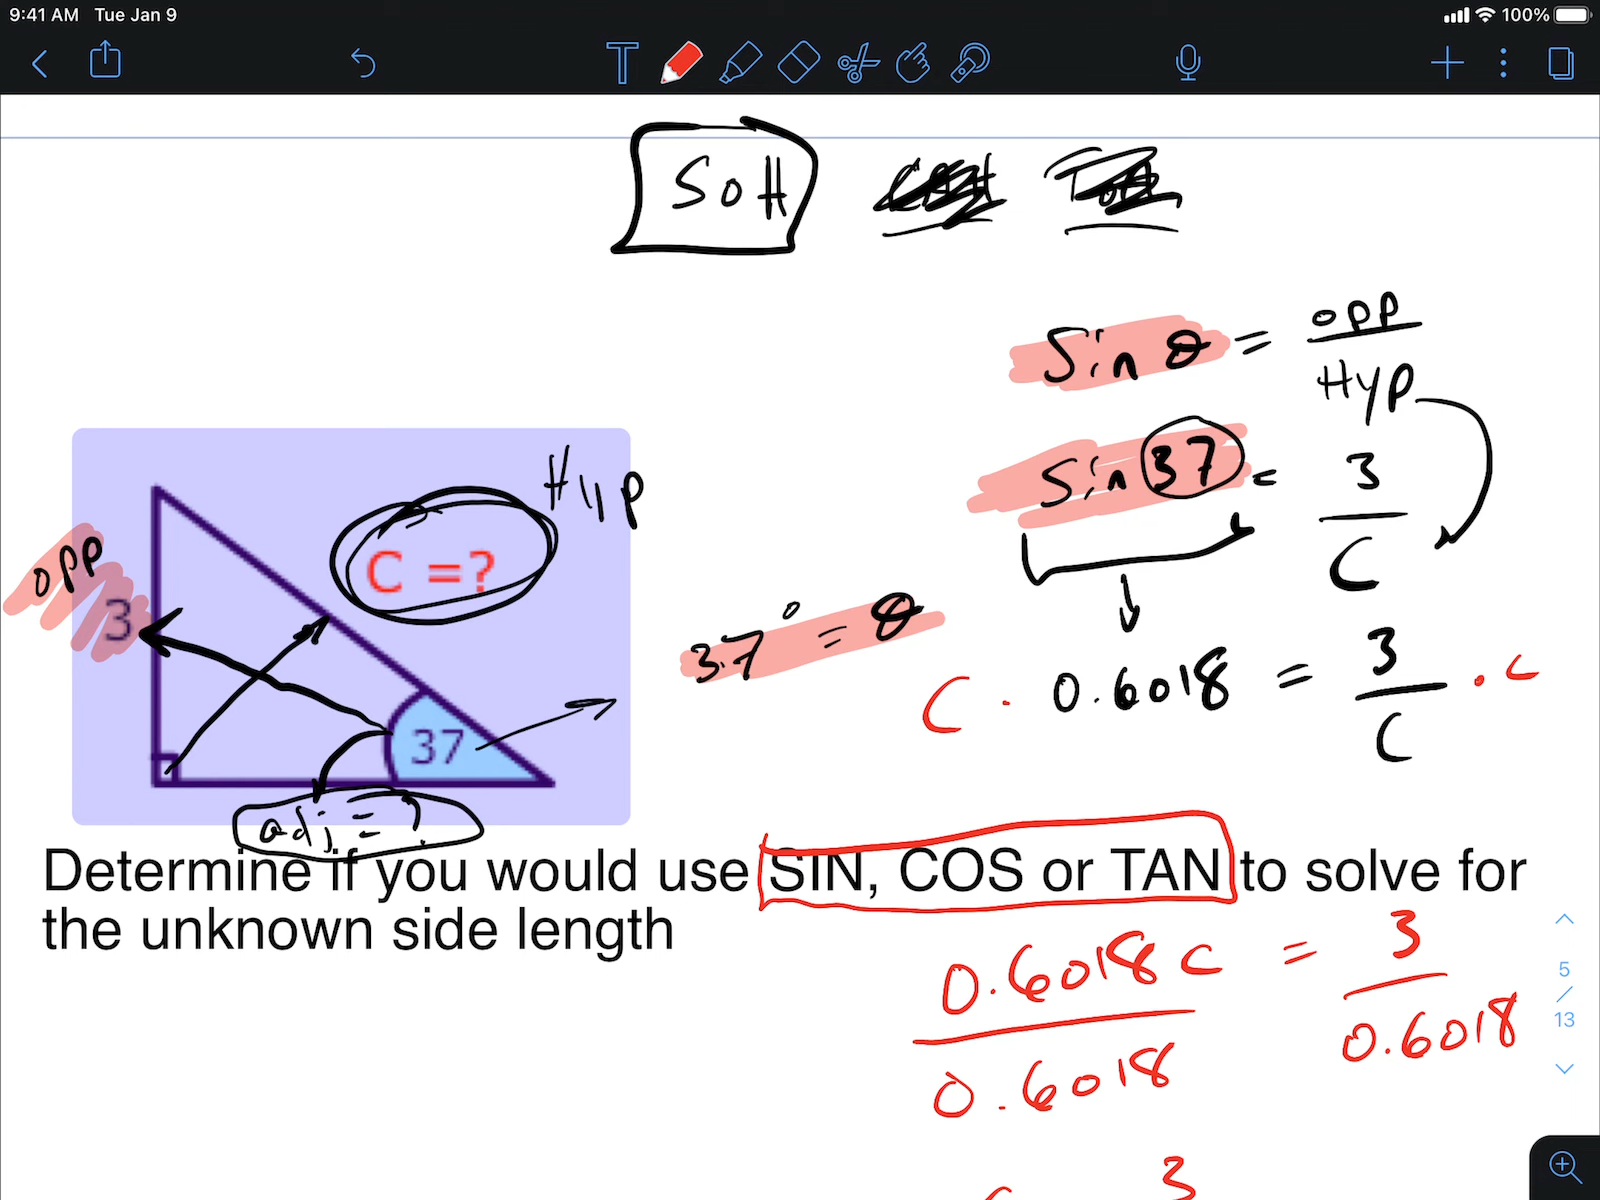 9:41 AM Tue Jan 9
100%
T
SOH
Sin θ = opp
Hyp
Sin 37 = 3
C
Hyp
opp
C =?
3
37° = θ
C · 0.6018 = 3 · C
C
37
adj = ?
Determine if you would use SIN, COS or TAN to solve for
the unknown side length
0.6018 C = 3
0.6018 0.6018
5
/
13
3